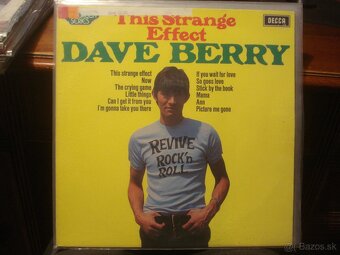 SERIES
This Strange
Effect
DECCA
DAVE BERRY
This strange effect
Now
The crying game
Little things
Can I get it from you
I'm gonna take you there
If you wait for love
So goes love
Stick by the book
Mama
Ann
Picture me gone
REVIVE
ROCK'n
ROLL
Bazos.sk